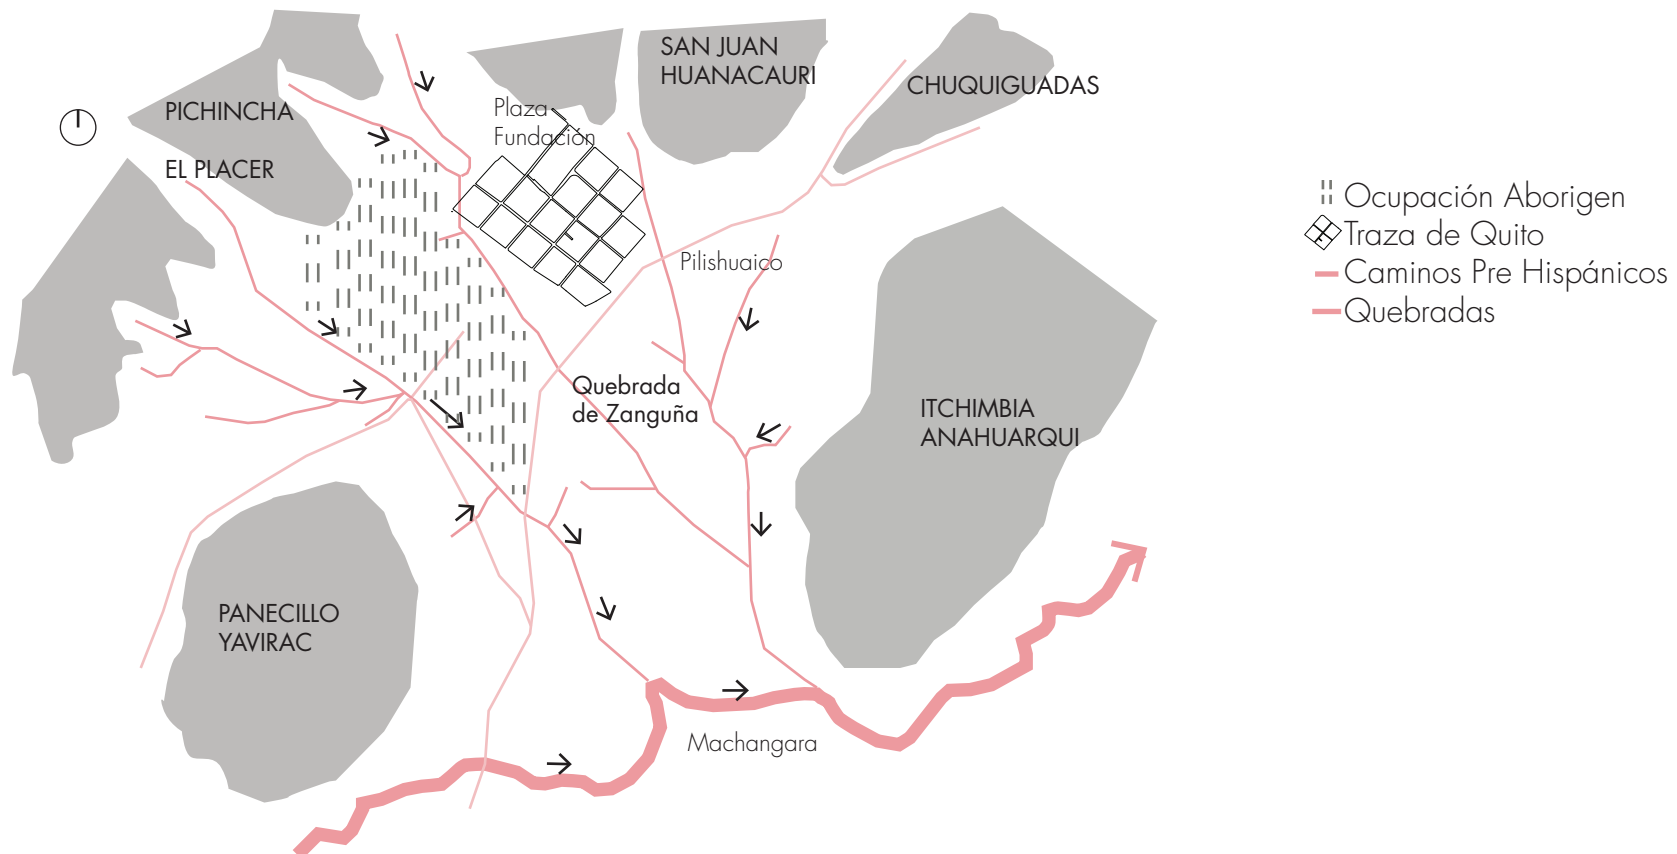 SAN JUAN
HUANACAURI
CHUQUIGUADAS
PICHINCHA
Plaza
Fundación
EL PLACER
Pilishuaico
Quebrada
de Zanguña
ITCHIMBIA
ANAHUARQUI
PANECILLO
YAVIRAC
Machangara
Ocupación Aborigen
Traza de Quito
Caminos Pre Hispánicos
Quebradas